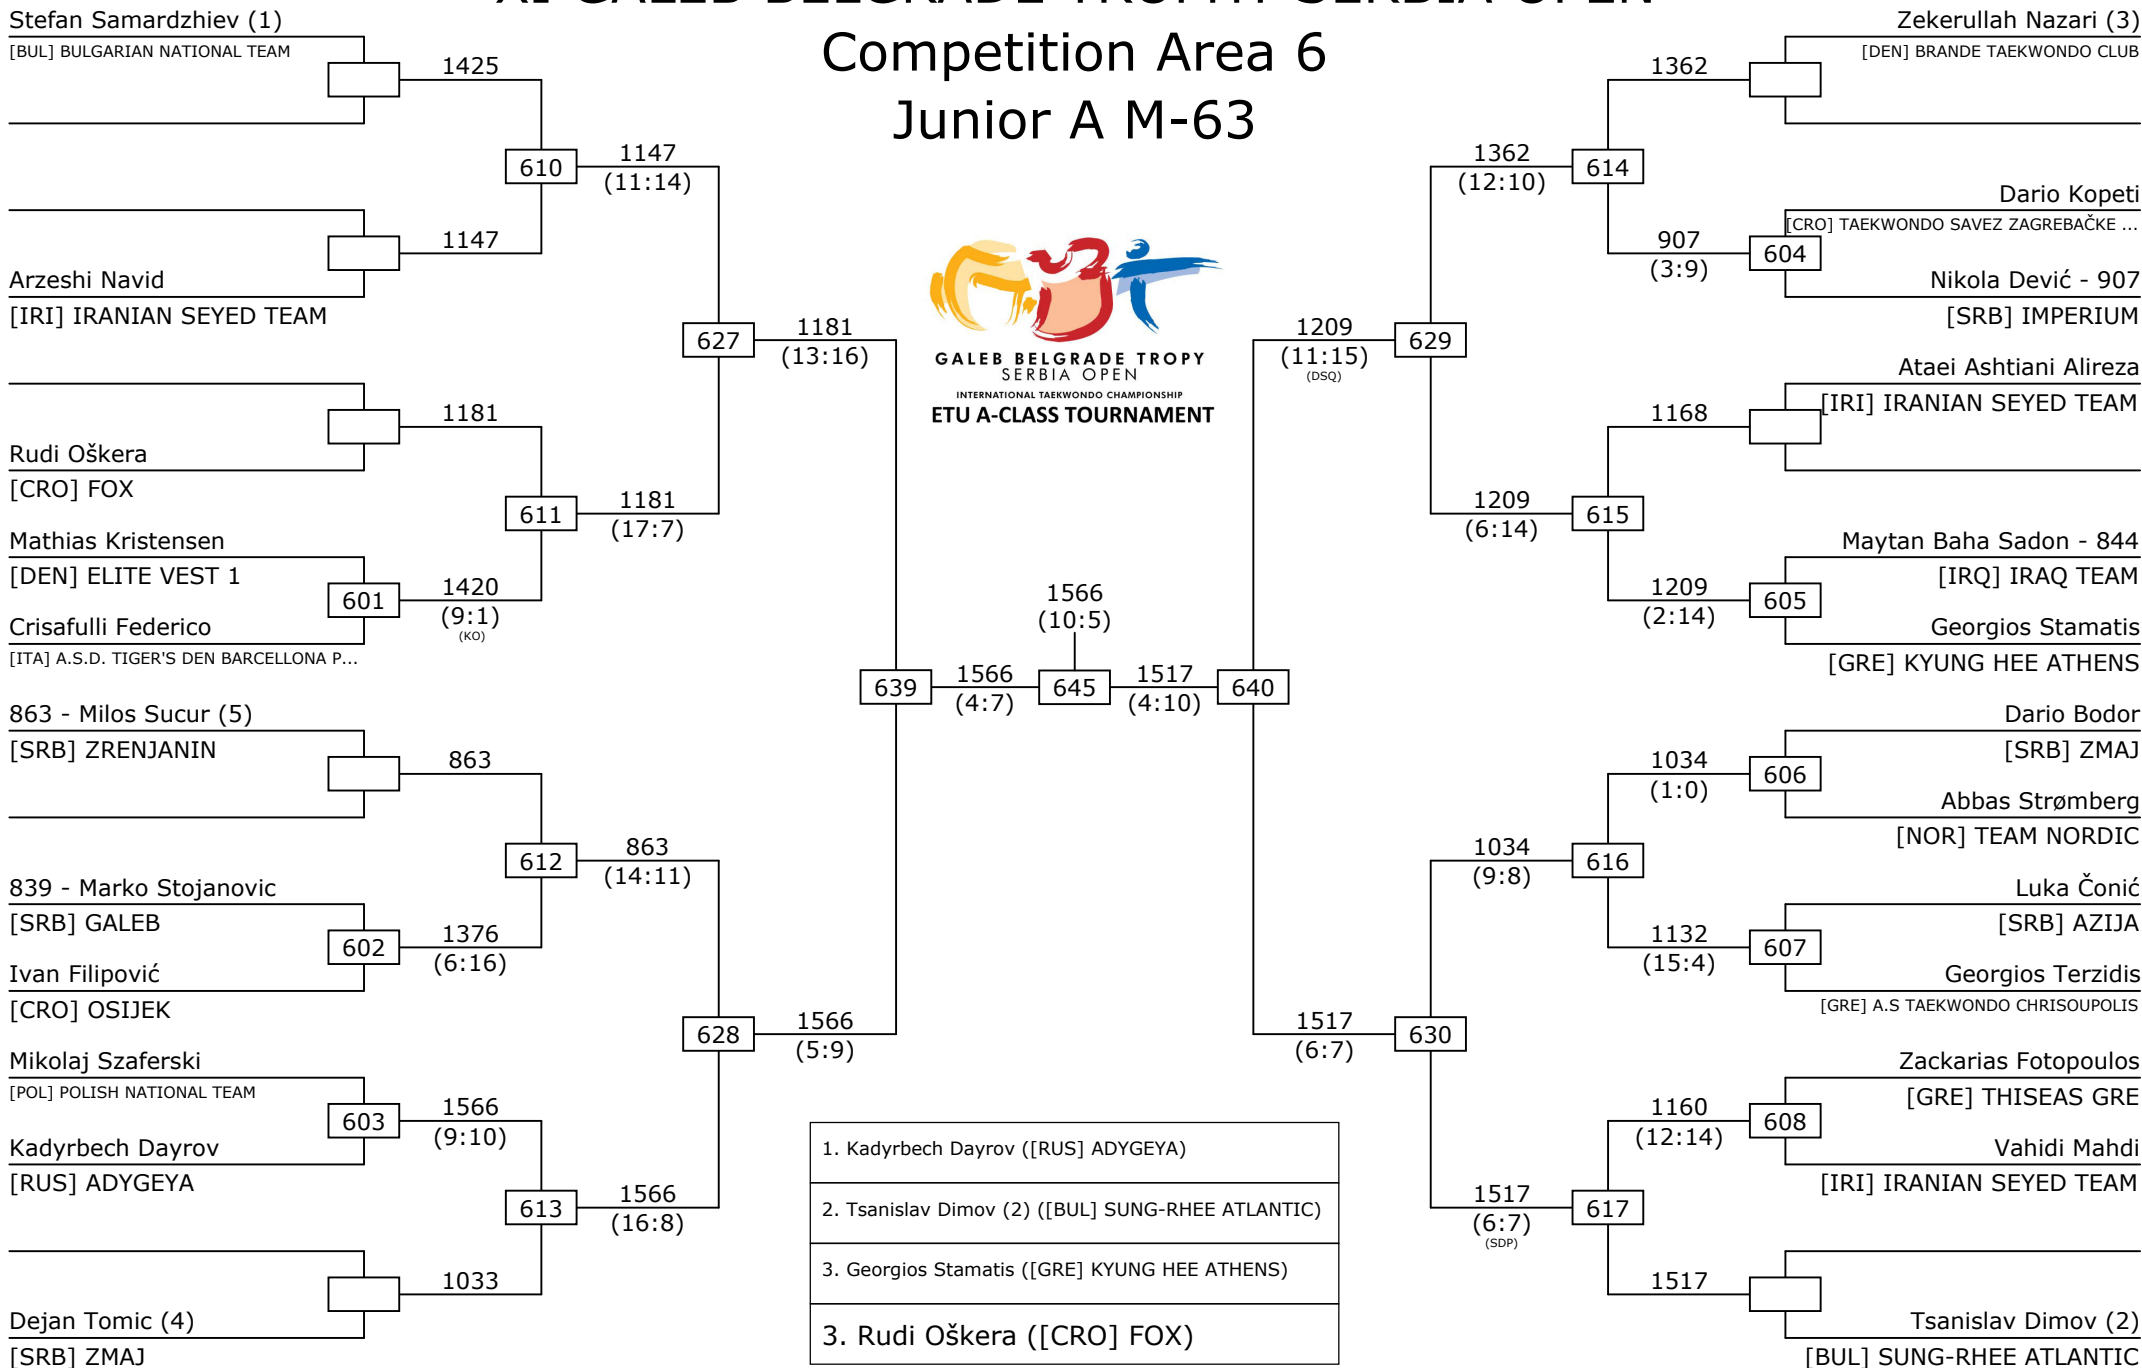 XI GALEB BELGRADE TROPHY SERBIA OPEN
Competition Area 6
Junior A M-63
Stefan Samardzhiev (1)
[BUL] BULGARIAN NATIONAL TEAM
1425
610
1147
(11:14)
1147
Arzeshi Navid
[IRI] IRANIAN SEYED TEAM
627
1181
(13:16)
1181
Rudi Oškera
[CRO] FOX
611
1181
(17:7)
Mathias Kristensen
[DEN] ELITE VEST 1
601
1420
(9:1)
(KO)
Crisafulli Federico
[ITA] A.S.D. TIGER'S DEN BARCELLONA P...
639
1566
(4:7)
863 - Milos Sucur (5)
[SRB] ZRENJANIN
863
612
863
(14:11)
839 - Marko Stojanovic
[SRB] GALEB
602
1376
(6:16)
Ivan Filipović
[CRO] OSIJEK
628
1566
(5:9)
Mikolaj Szaferski
[POL] POLISH NATIONAL TEAM
603
1566
(9:10)
Kadyrbech Dayrov
[RUS] ADYGEYA
613
1566
(16:8)
1033
Dejan Tomic (4)
[SRB] ZMAJ
GALEB BELGRADE TROPY
SERBIA OPEN
INTERNATIONAL TAEKWONDO CHAMPIONSHIP
ETU A-CLASS TOURNAMENT
1566
(10:5)
645
1517
(4:10)
640
Zekerullah Nazari (3)
[DEN] BRANDE TAEKWONDO CLUB
1362
1362
(12:10)
614
Dario Kopeti
[CRO] TAEKWONDO SAVEZ ZAGREBAČKE ...
907
(3:9)
604
Nikola Dević - 907
[SRB] IMPERIUM
1209
(11:15)
(DSQ)
629
Ataei Ashtiani Alireza
[IRI] IRANIAN SEYED TEAM
1168
1209
(6:14)
615
Maytan Baha Sadon - 844
[IRQ] IRAQ TEAM
1209
(2:14)
605
Georgios Stamatis
[GRE] KYUNG HEE ATHENS
Dario Bodor
[SRB] ZMAJ
1034
(1:0)
606
Abbas Strømberg
[NOR] TEAM NORDIC
1034
(9:8)
616
Luka Čonić
[SRB] AZIJA
1132
(15:4)
607
Georgios Terzidis
[GRE] A.S TAEKWONDO CHRISOUPOLIS
1517
(6:7)
630
Zackarias Fotopoulos
[GRE] THISEAS GRE
1160
(12:14)
608
Vahidi Mahdi
[IRI] IRANIAN SEYED TEAM
1517
(6:7)
(SDP)
617
1517
Tsanislav Dimov (2)
[BUL] SUNG-RHEE ATLANTIC
1. Kadyrbech Dayrov ([RUS] ADYGEYA)
2. Tsanislav Dimov (2) ([BUL] SUNG-RHEE ATLANTIC)
3. Georgios Stamatis ([GRE] KYUNG HEE ATHENS)
3. Rudi Oškera ([CRO] FOX)